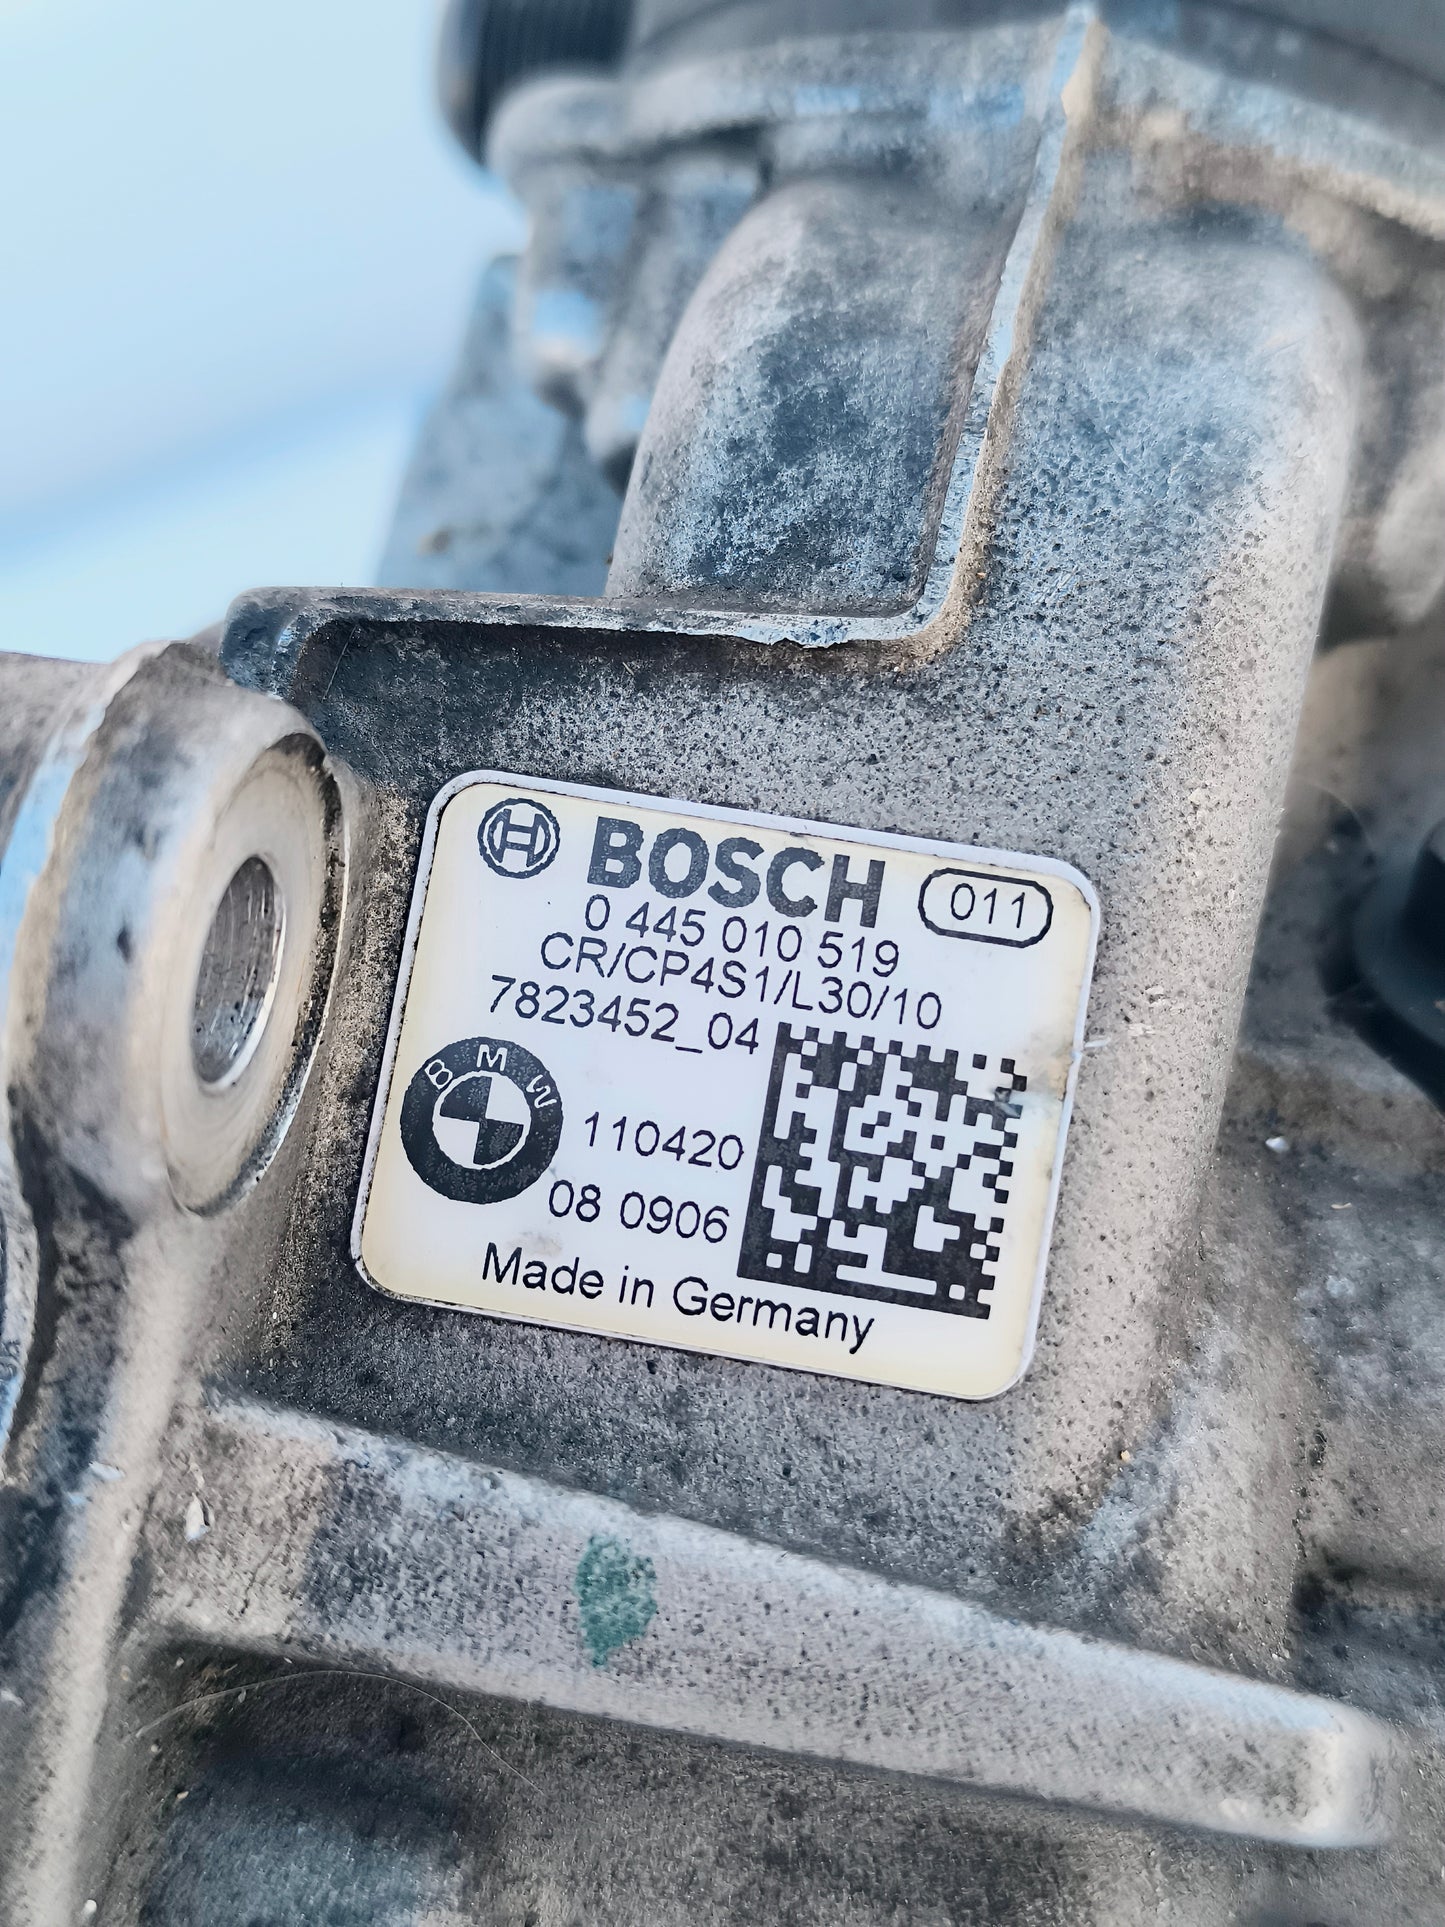 BOSCH 011
0 445 010 519
CR/CP4S1/L30/10
7823452_04
BMW
110420
08 0906
Made in Germany